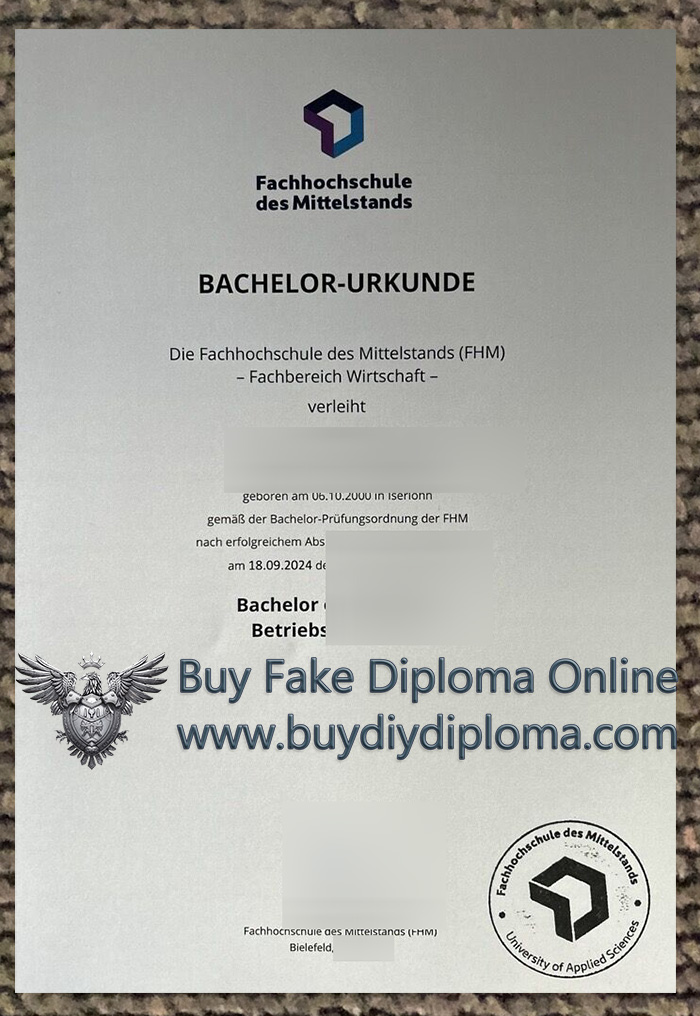 Fachhochschule
des Mittelstands
BACHELOR-URKUNDE
Die Fachhochschule des Mittelstands (FHM)
– Fachbereich Wirtschaft –
verleiht
geboren am 06.10.2000 in Iserlohn
gemäß der Bachelor-Prüfungsordnung der FHM
nach erfolgreichem
am 18.09.2024
Bachelor
Buy Fake Diploma Online
www.buydiydiploma.com
Fachhochschule des Mittelstands
University of Applied Sciences
Fachhochschule des Mittelstands (FHM)
Bielefeld,